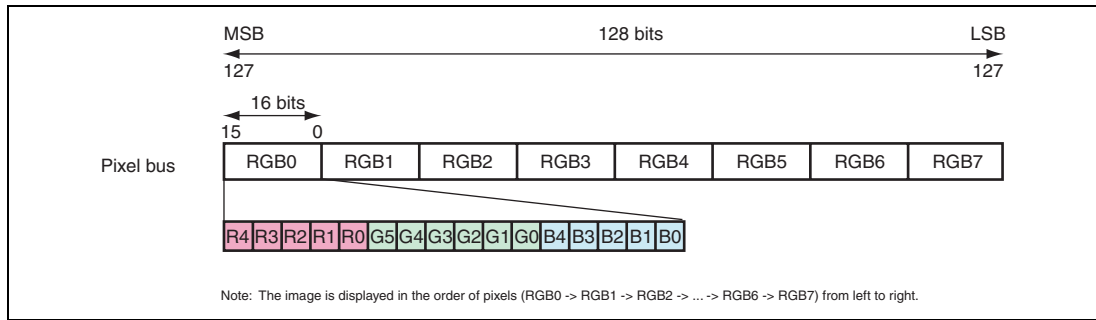 MSB 128 bits LSB
127 127
16 bits
15 0
Pixel bus RGB0 RGB1 RGB2 RGB3 RGB4 RGB5 RGB6 RGB7
R4 R3 R2 R1 R0 G5 G4 G3 G2 G1 G0 B4 B3 B2 B1 B0
Note: The image is displayed in the order of pixels (RGB0 -> RGB1 -> RGB2 -> ... -> RGB6 -> RGB7) from left to right.